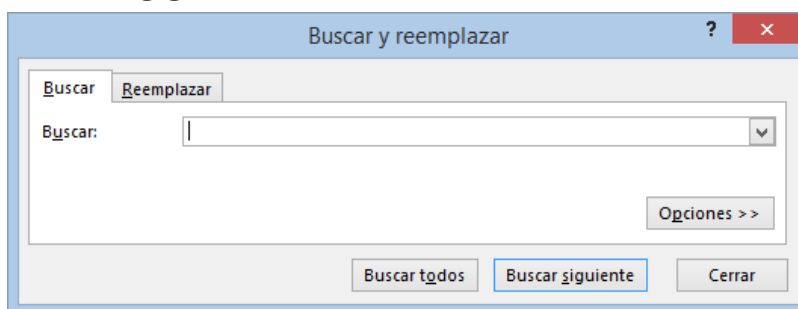 Buscar y reemplazar ? ×
Buscar Reemplazar
Buscar:
Opciones >>
Buscar todos Buscar siguiente Cerrar